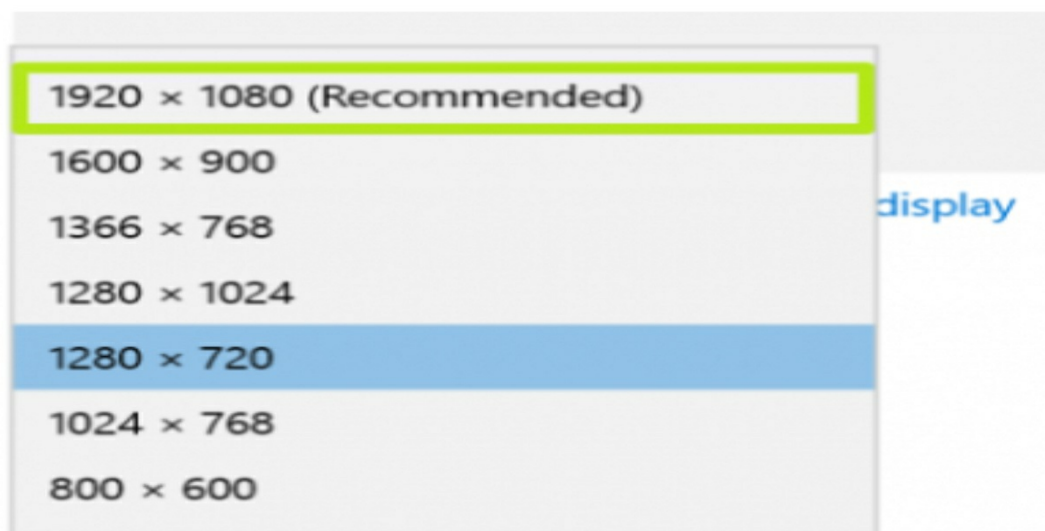 1920 × 1080 (Recommended)
1600 × 900
1366 × 768
display
1280 × 1024
1280 × 720
1024 × 768
800 × 600